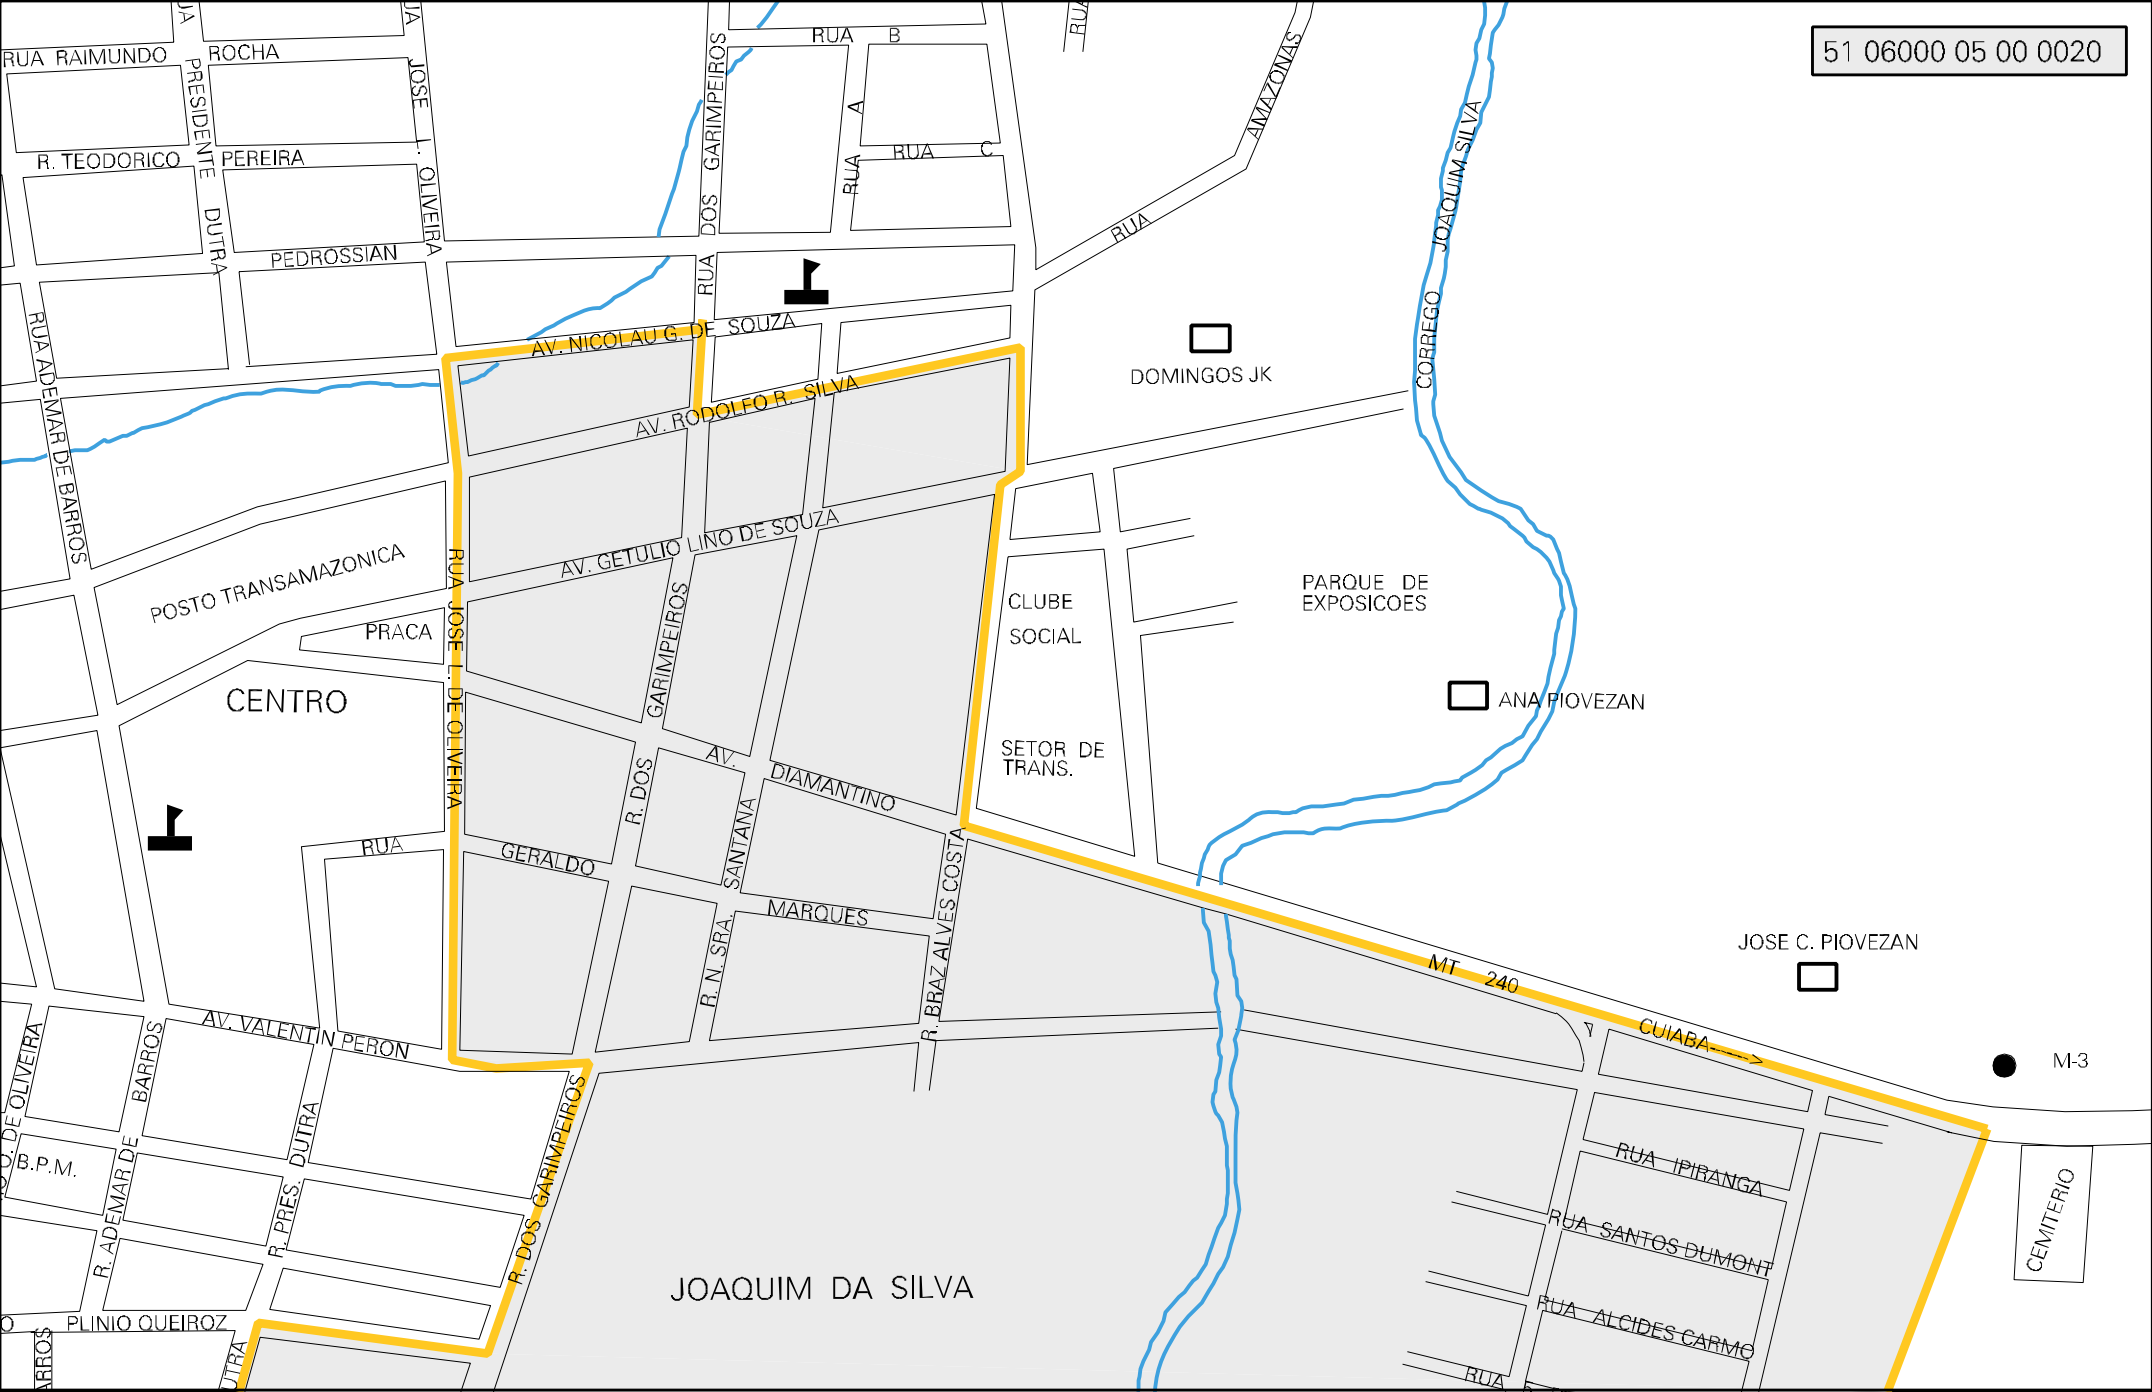 51 06000 05 00 0020
RUA RAIMUNDO ROCHA
PRESIDENTE DUTRA
JOSE L. OLIVEIRA
R. TEODORICO PEREIRA
PEDROSSIAN
RUA DOS GARIMPEIROS
RUA B
RUA A
RUA C
RUA
RUA AMAZONAS
CORREGO JOAQUIM SILVA
RUA ADEMAR DE BARROS
AV. NICOLAU G. DE SOUZA
AV. RODOLFO R. SILVA
DOMINGOS JK
AV. GETULIO LINO DE SOUZA
POSTO TRANSAMAZONICA
PRACA
CENTRO
RUA JOSE L. DE OLIVEIRA
GARIMPEIROS
R. DOS
CLUBE
SOCIAL
PARQUE DE
EXPOSICOES
ANA PIOVEZAN
SETOR DE
TRANS.
AV. DIAMANTINO
RUA GERALDO MARQUES
R. N. SRA. SANTANA
R. BRAZ ALVES COSTA
JOSE C. PIOVEZAN
MT 240
CUIABA---->
M-3
AV. VALENTIN PERON
DE OLIVEIRA
R. ADEMAR DE BARROS
R. PRES. DUTRA
B.P.M.
R. DOS GARIMPEIROS
RUA IPIRANGA
RUA SANTOS DUMONT
RUA ALCIDES CARMO
RUA
CEMITERIO
JOAQUIM DA SILVA
PLINIO QUEIROZ
ARROS
UTRA